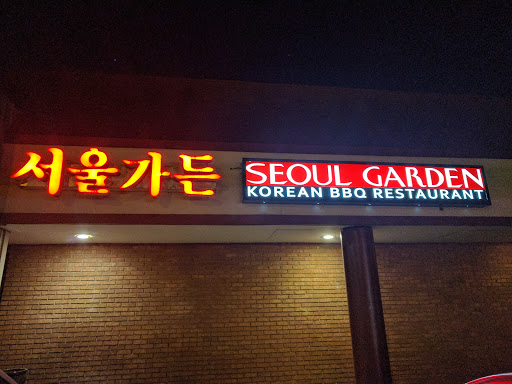 서울가든
SEOUL GARDEN
KOREAN BBQ RESTAURANT